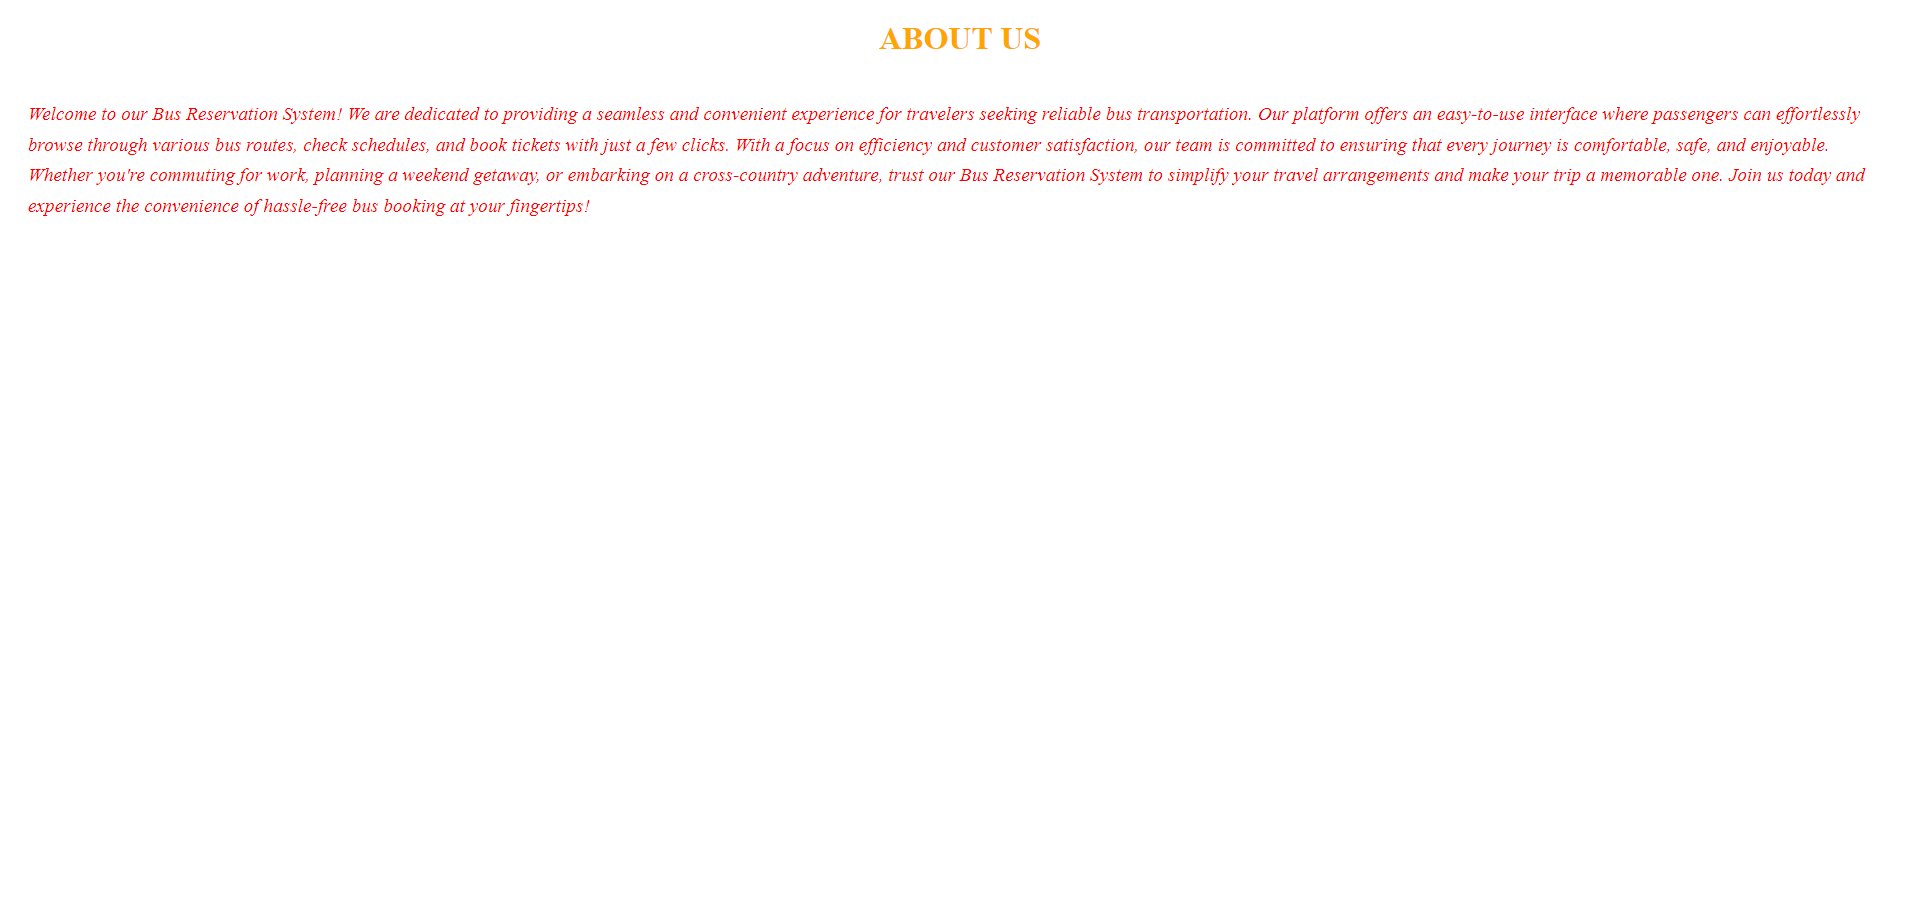 ABOUT US
Welcome to our Bus Reservation System! We are dedicated to providing a seamless and convenient experience for travelers seeking reliable bus transportation. Our platform offers an easy-to-use interface where passengers can effortlessly
browse through various bus routes, check schedules, and book tickets with just a few clicks. With a focus on efficiency and customer satisfaction, our team is committed to ensuring that every journey is comfortable, safe, and enjoyable.
Whether you're commuting for work, planning a weekend getaway, or embarking on a cross-country adventure, trust our Bus Reservation System to simplify your travel arrangements and make your trip a memorable one. Join us today and
experience the convenience of hassle-free bus booking at your fingertips!